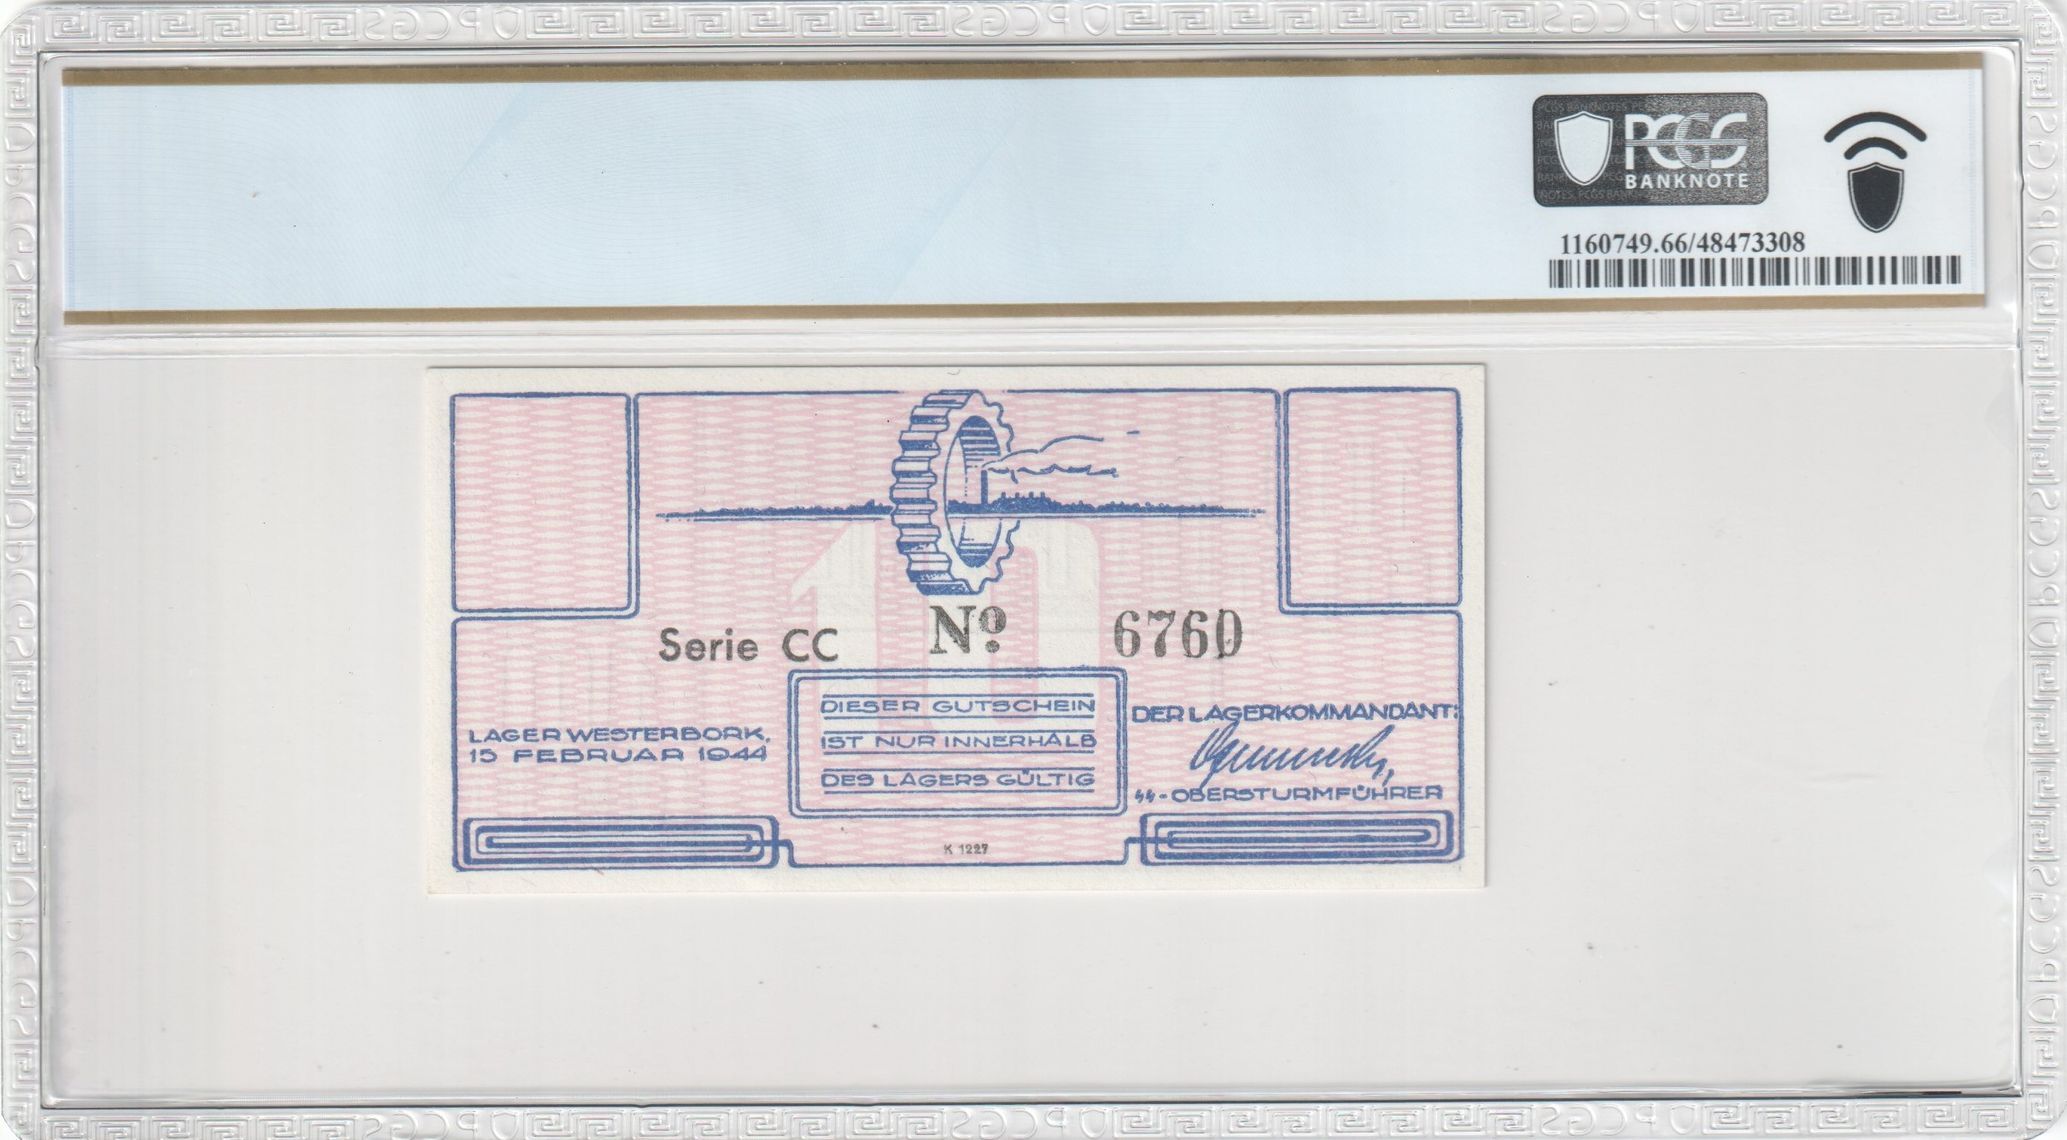 PCGS
BANKNOTE
1160749.66/48473308
10
Serie CC Nº 6760
LAGER WESTERBORK,
15 FEBRUAR 1944
DIESER GUTSCHEIN
IST NUR INNERHALB
DES LAGERS GÜLTIG
DER LAGERKOMMANDANT:
SS-OBERSTURMFÜHRER
K 1227